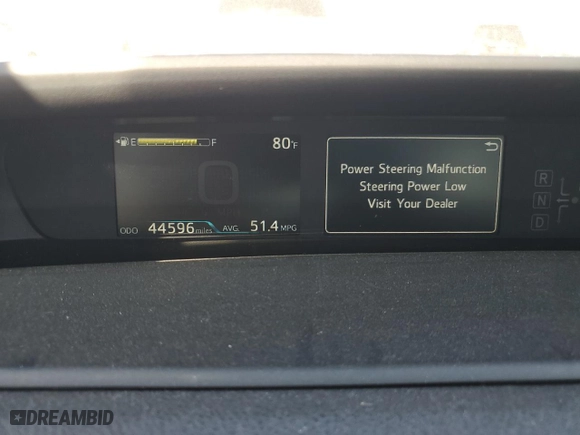 E F 80°F
ODO 44596 miles AVG. 51.4 MPG
Power Steering Malfunction
Steering Power Low
Visit Your Dealer
R
N
D
DREAMBID